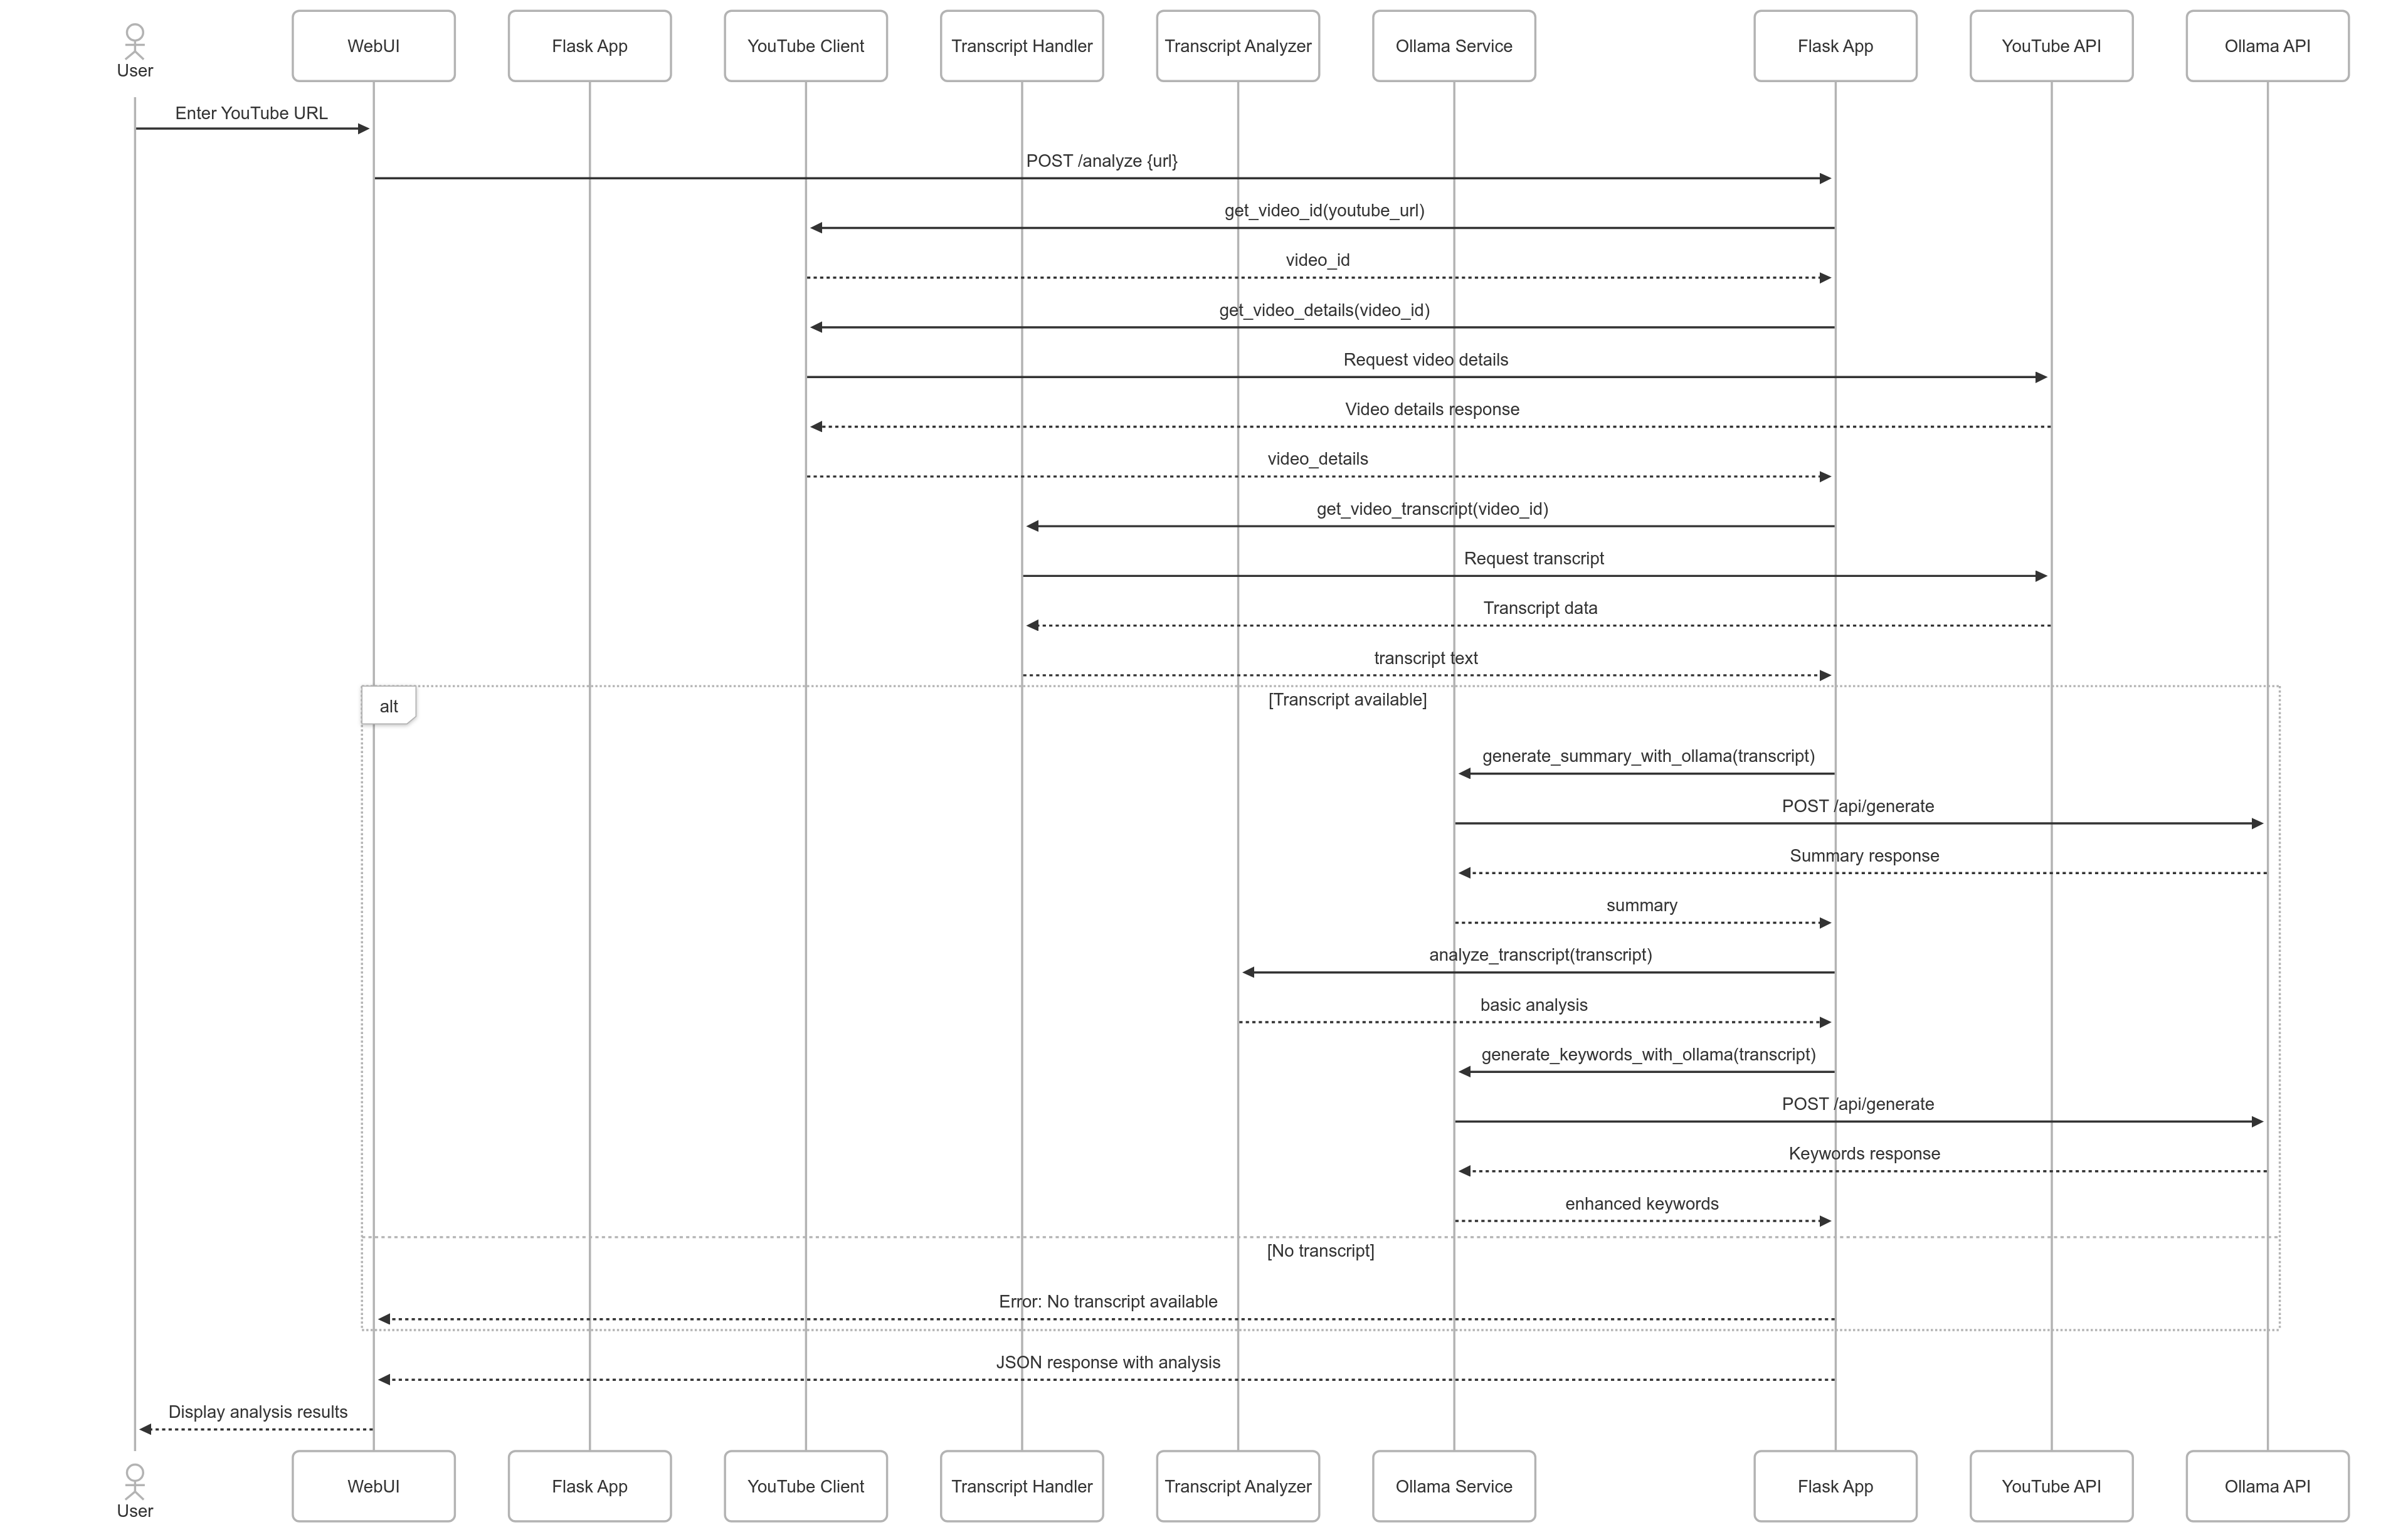 User
WebUI
Flask App
YouTube Client
Transcript Handler
Transcript Analyzer
Ollama Service
Flask App
YouTube API
Ollama API
Enter YouTube URL
POST /analyze {url}
get_video_id(youtube_url)
video_id
get_video_details(video_id)
Request video details
Video details response
video_details
get_video_transcript(video_id)
Request transcript
Transcript data
transcript text
alt
[Transcript available]
generate_summary_with_ollama(transcript)
POST /api/generate
Summary response
summary
analyze_transcript(transcript)
basic analysis
generate_keywords_with_ollama(transcript)
POST /api/generate
Keywords response
enhanced keywords
[No transcript]
Error: No transcript available
JSON response with analysis
Display analysis results
User
WebUI
Flask App
YouTube Client
Transcript Handler
Transcript Analyzer
Ollama Service
Flask App
YouTube API
Ollama API